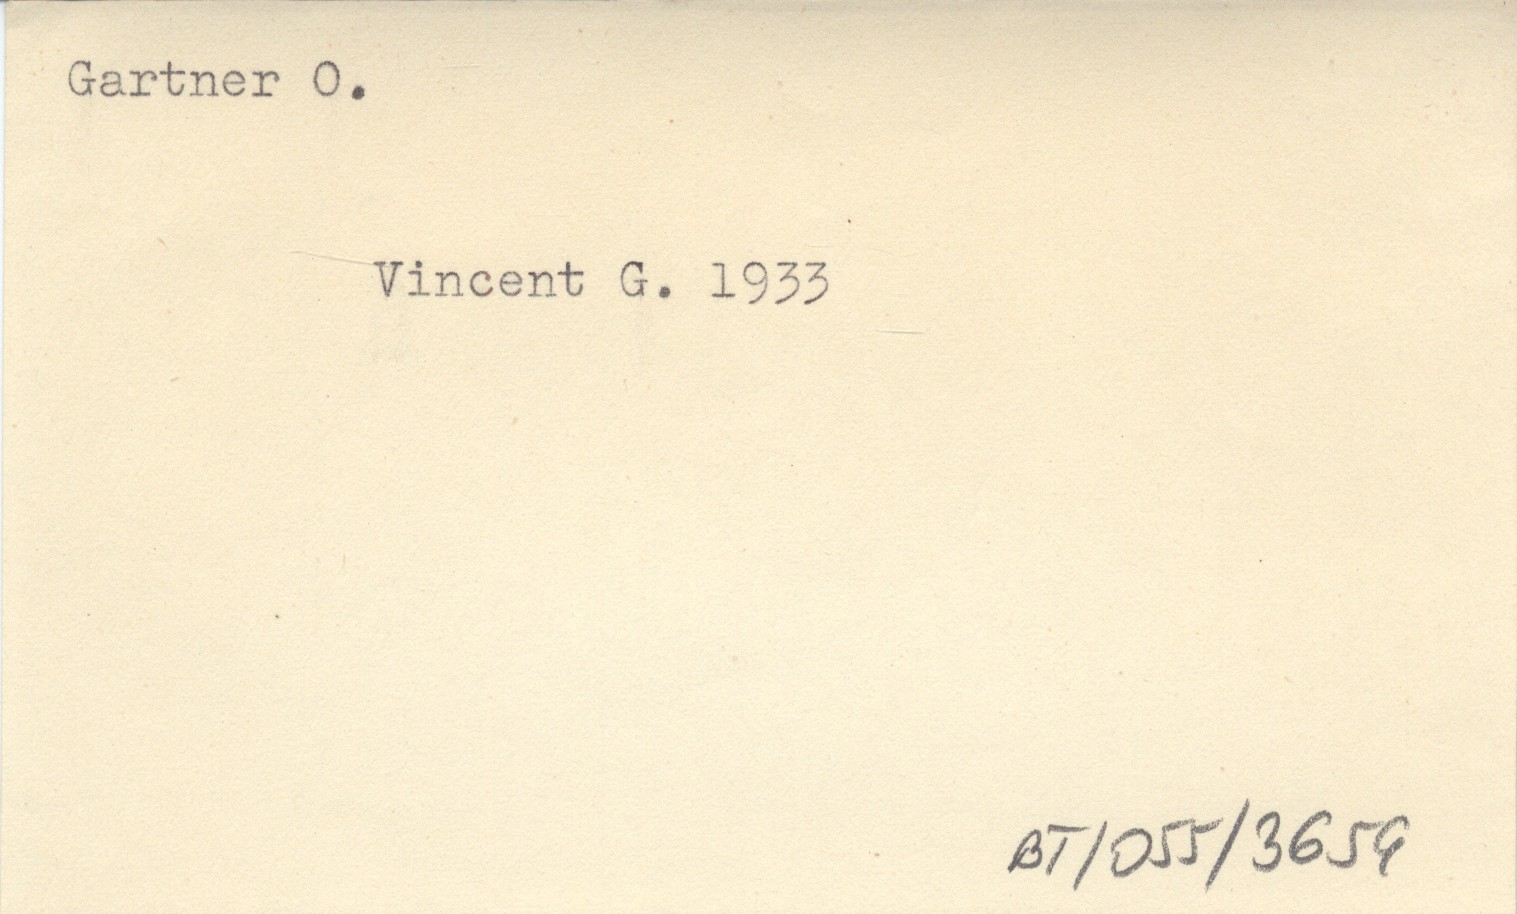 Gartner O.
Vincent G. 1933
BT/055/3659